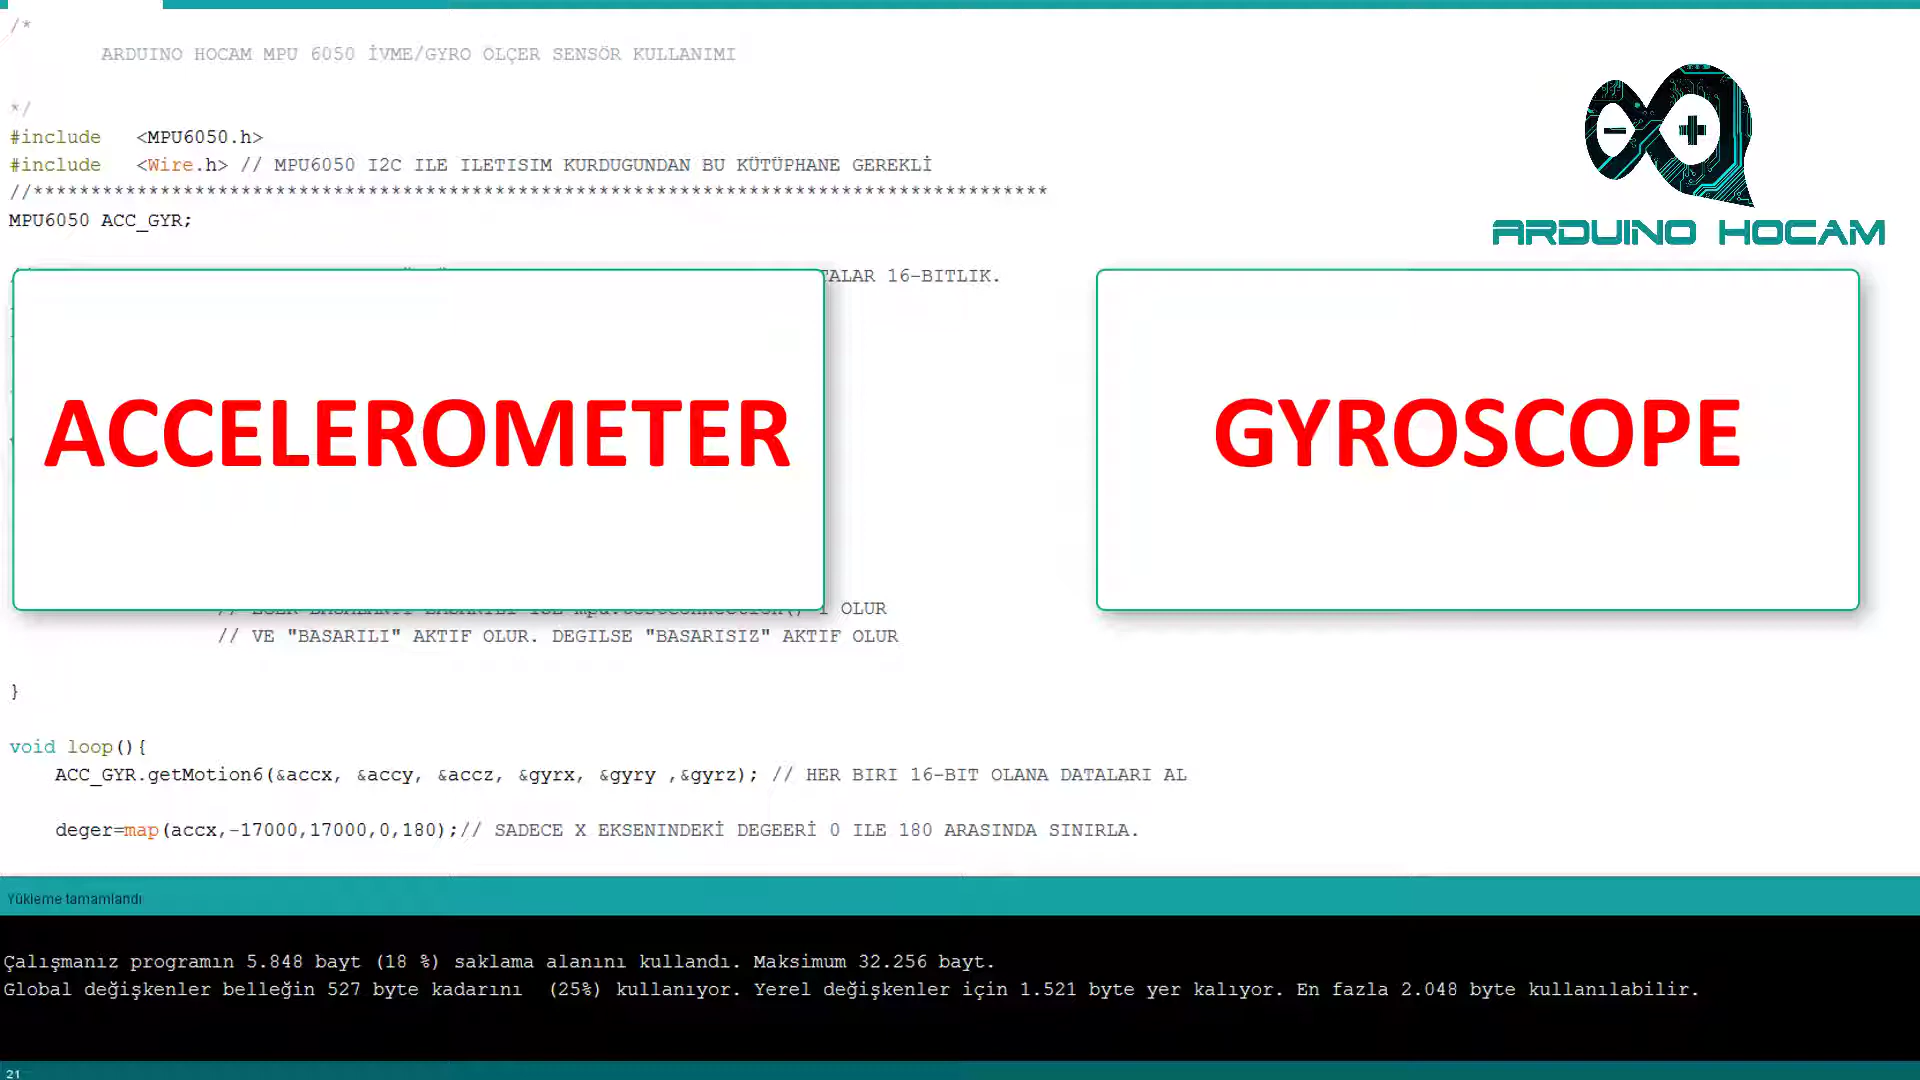 /*
ARDUINO HOCAM MPU 6050 İVME/GYRO ÖLÇER SENSÖR KULLANIMI
*/
#include <MPU6050.h>
#include <Wire.h> // MPU6050 I2C ILE ILETISIM KURDUGUNDAN BU KÜTÜPHANE GEREKLİ
//****************************************************************************************
MPU6050 ACC_GYR;
ARDUINO HOCAM
16-BITLIK.
ACCELEROMETER
GYROSCOPE
OLUR
// VE "BASARILI" AKTIF OLUR. DEGILSE "BASARISIZ" AKTIF OLUR
}
void loop(){
ACC_GYR.getMotion6(&accx, &accy, &accz, &gyrx, &gyry ,&gyrz); // HER BIRI 16-BIT OLANA DATALARI AL
deger=map(accx,-17000,17000,0,180);// SADECE X EKSENINDEKİ DEGEERİ 0 ILE 180 ARASINDA SINIRLA.
Yükleme tamamlandı
Çalışmanız programın 5.848 bayt (18 %) saklama alanını kullandı. Maksimum 32.256 bayt.
Global değişkenler belleğin 527 byte kadarını (25%) kullanıyor. Yerel değişkenler için 1.521 byte yer kalıyor. En fazla 2.048 byte kullanılabilir.
21